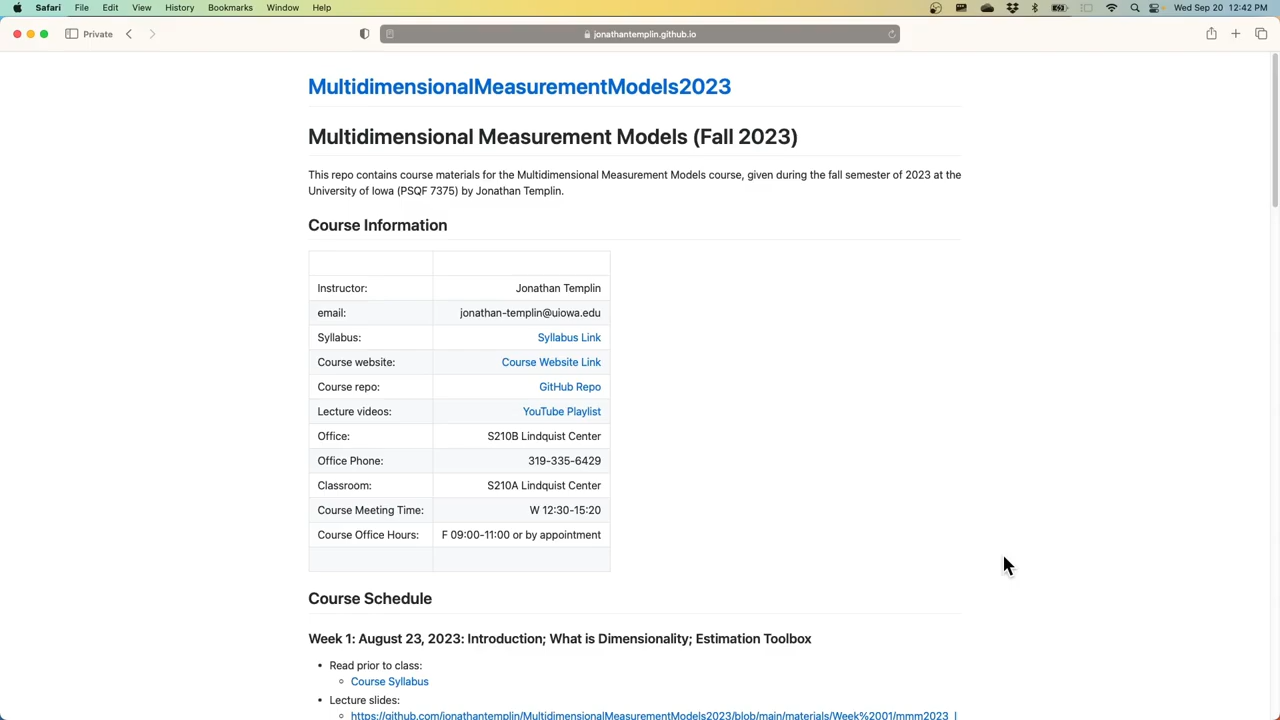 Safari File Edit View History Bookmarks Window Help Wed Sep 20 12:42 PM
Private jonathantemplin.github.io
MultidimensionalMeasurementModels2023
Multidimensional Measurement Models (Fall 2023)
This repo contains course materials for the Multidimensional Measurement Models course, given during the fall semester of 2023 at the
University of Iowa (PSQF 7375) by Jonathan Templin.
Course Information
Instructor: Jonathan Templin
email: jonathan-templin@uiowa.edu
Syllabus: Syllabus Link
Course website: Course Website Link
Course repo: GitHub Repo
Lecture videos: YouTube Playlist
Office: S210B Lindquist Center
Office Phone: 319-335-6429
Classroom: S210A Lindquist Center
Course Meeting Time: W 12:30-15:20
Course Office Hours: F 09:00-11:00 or by appointment
Course Schedule
Week 1: August 23, 2023: Introduction; What is Dimensionality; Estimation Toolbox
• Read prior to class:
Course Syllabus
• Lecture slides:
https://github.com/jonathantemplin/MultidimensionalMeasurementModels2023/blob/main/materials/Week%2001/mmm2023_l